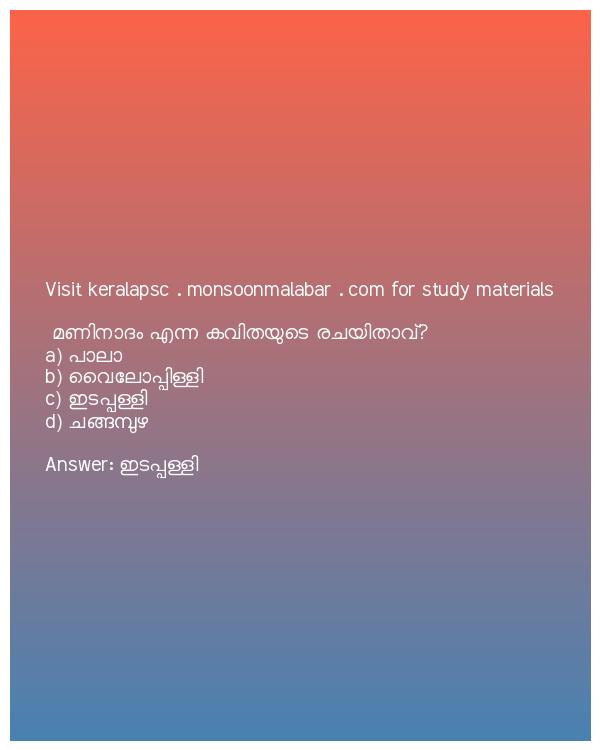 Visit keralapsc . monsoonmalabar . com for study materials
മണിനാദം എന്ന കവിതയുടെ രചയിതാവ്?
a) പാലാ
b) വൈലോപ്പിള്ളി
c) ഇടപ്പള്ളി
d) ചങ്ങമ്പുഴ
Answer: ഇടപ്പള്ളി